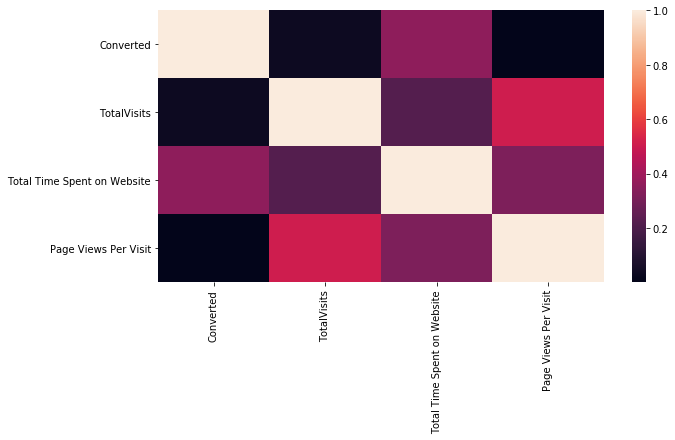 1.0
Converted
0.8
TotalVisits
0.6
0.4
Total Time Spent on Website
0.2
Page Views Per Visit
Converted
TotalVisits
Total Time Spent on Website
Page Views Per Visit